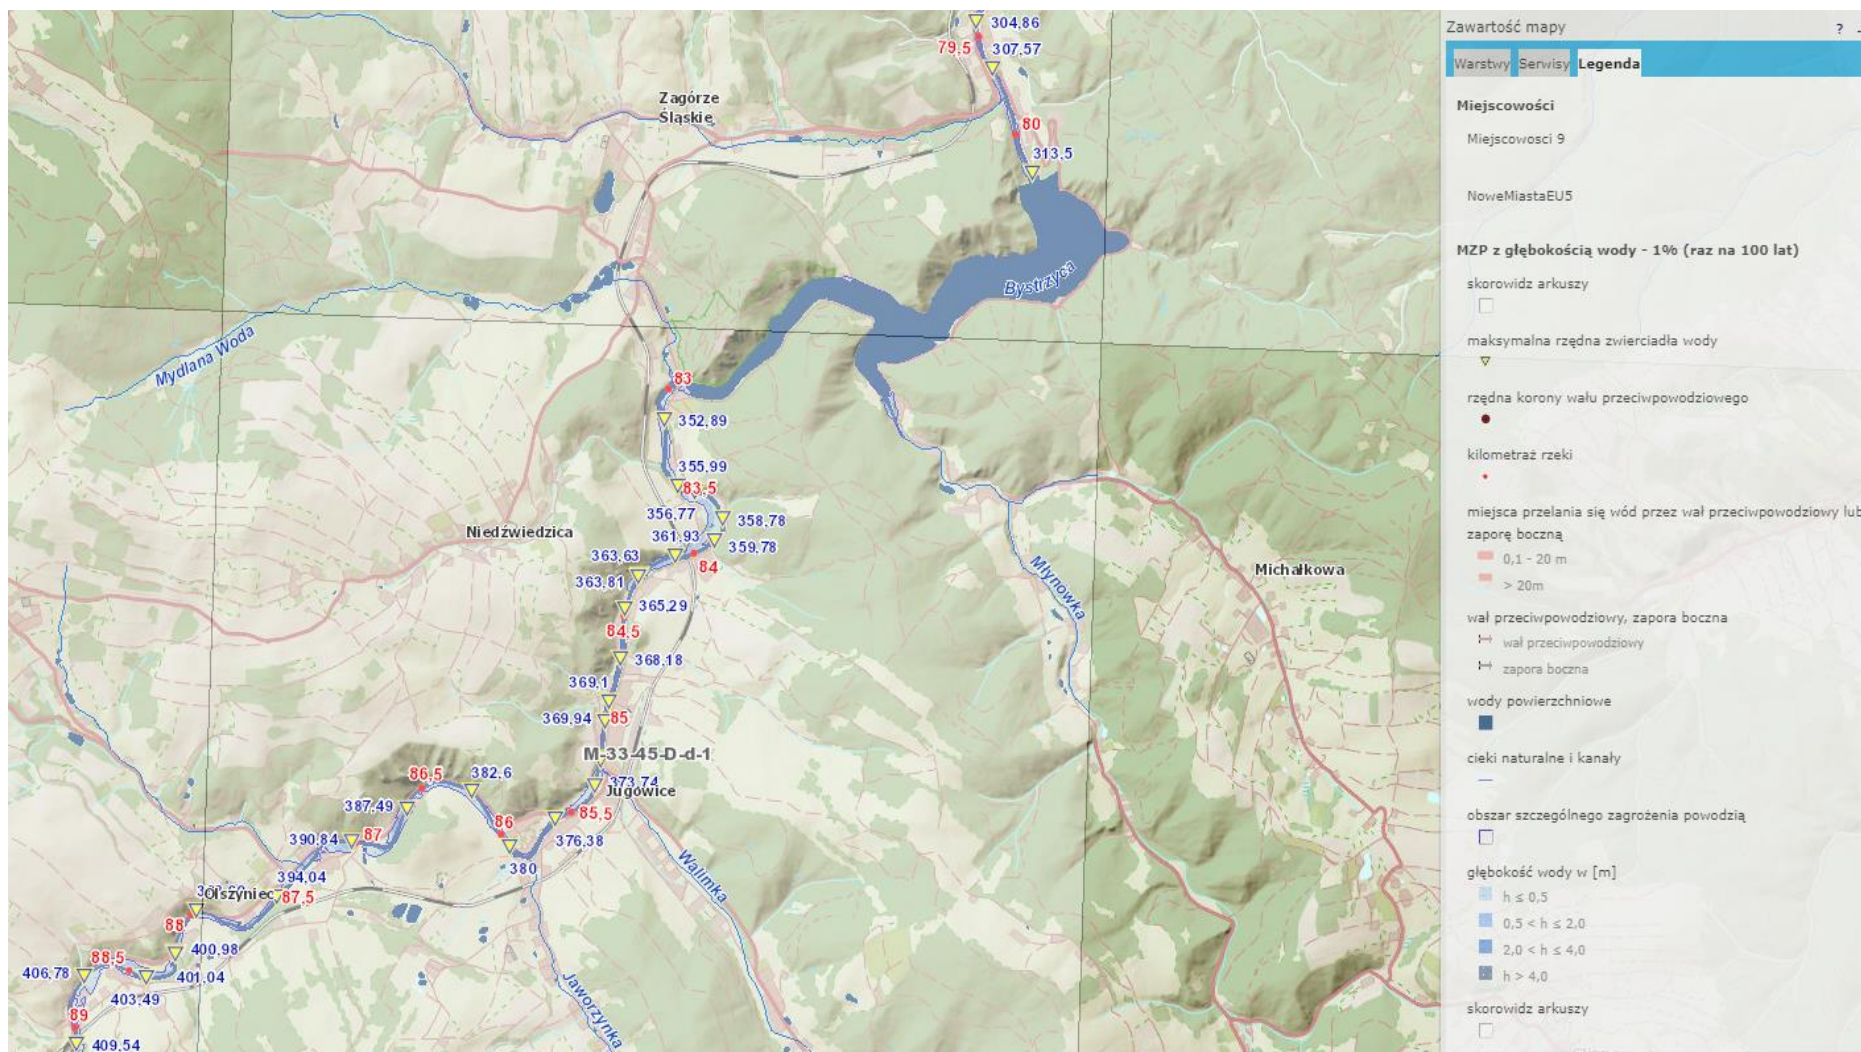 304,86
79,5
307,57
Zagórze
Śląskie
80
313,5
Bystrzyca
Mydlana Woda
83
352,89
355,99
83,5
356,77
358,78
Niedźwiedzica
361,93
359,78
363,63
84
363,81
Michałkowa
Młynówka
365,29
84,5
368,18
369,1
369,94
85
M-33-45-D-d-1
373,74
Jugowice
86,5
382,6
387,49
85,5
86
376,38
390,84
87
380
Walimka
394,04
Olszyniec
87,5
88
400,98
88,5
406,78
401,04
403,49
Jaworzynka
89
409,54
Zawartość mapy
?
Warstwy Serwisy Legenda
Miejscowości
Miejscowosci 9
NoweMiastaEU5
MZP z głębokością wody - 1% (raz na 100 lat)
skorowidz arkuszy
maksymalna rzędna zwierciadła wody
rzędna korony wału przeciwpowodziowego
kilometraż rzeki
miejsca przelania się wód przez wał przeciwpowodziowy lub
zaporę boczną
0,1 - 20 m
> 20m
wał przeciwpowodziowy, zapora boczna
wał przeciwpowodziowy
zapora boczna
wody powierzchniowe
cieki naturalne i kanały
obszar szczególnego zagrożenia powodzią
głębokość wody w [m]
h ≤ 0,5
0,5 < h ≤ 2,0
2,0 < h ≤ 4,0
h > 4,0
skorowidz arkuszy